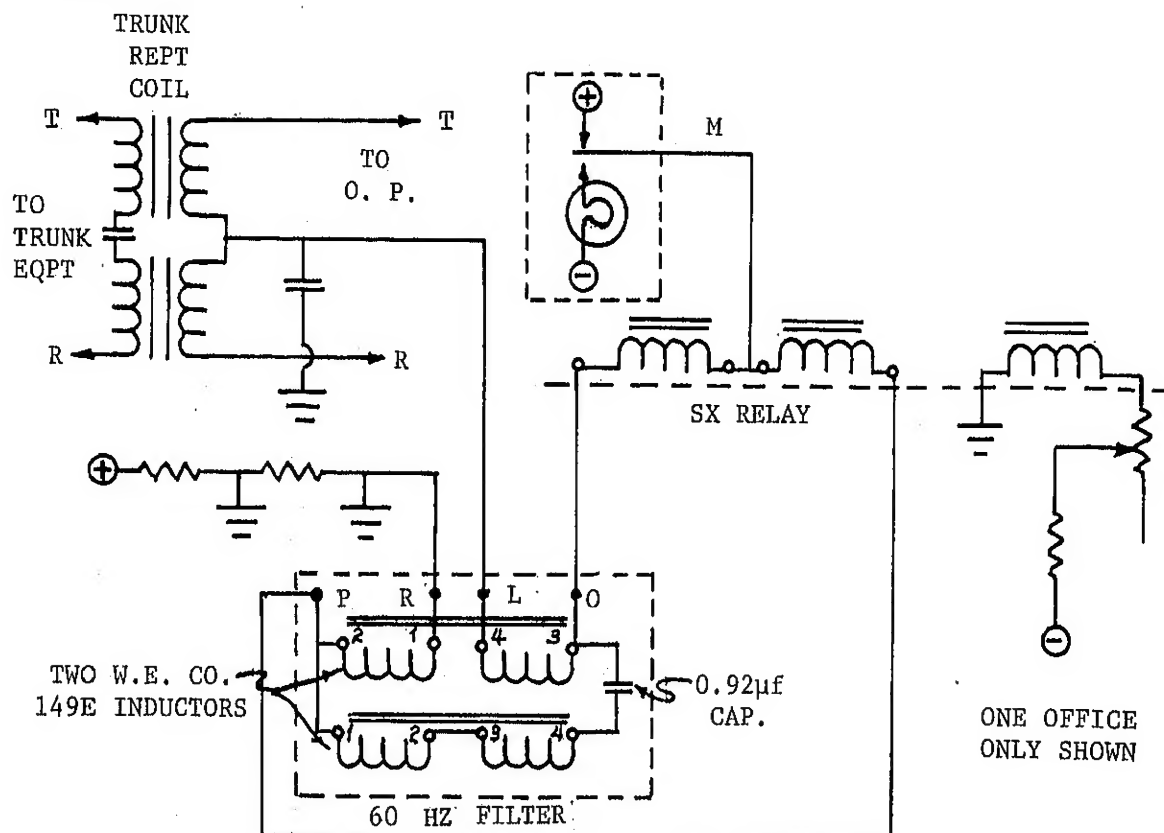 TRUNK
REPT
COIL
T
T
TO
O. P.
TO
TRUNK
EQPT
R
R
+
M
-
SX RELAY
+
P
R
L
O
2
1
4
3
TWO W.E. CO.
149E INDUCTORS
1
2
3
4
0.92µf
CAP.
60 HZ FILTER
-
ONE OFFICE
ONLY SHOWN